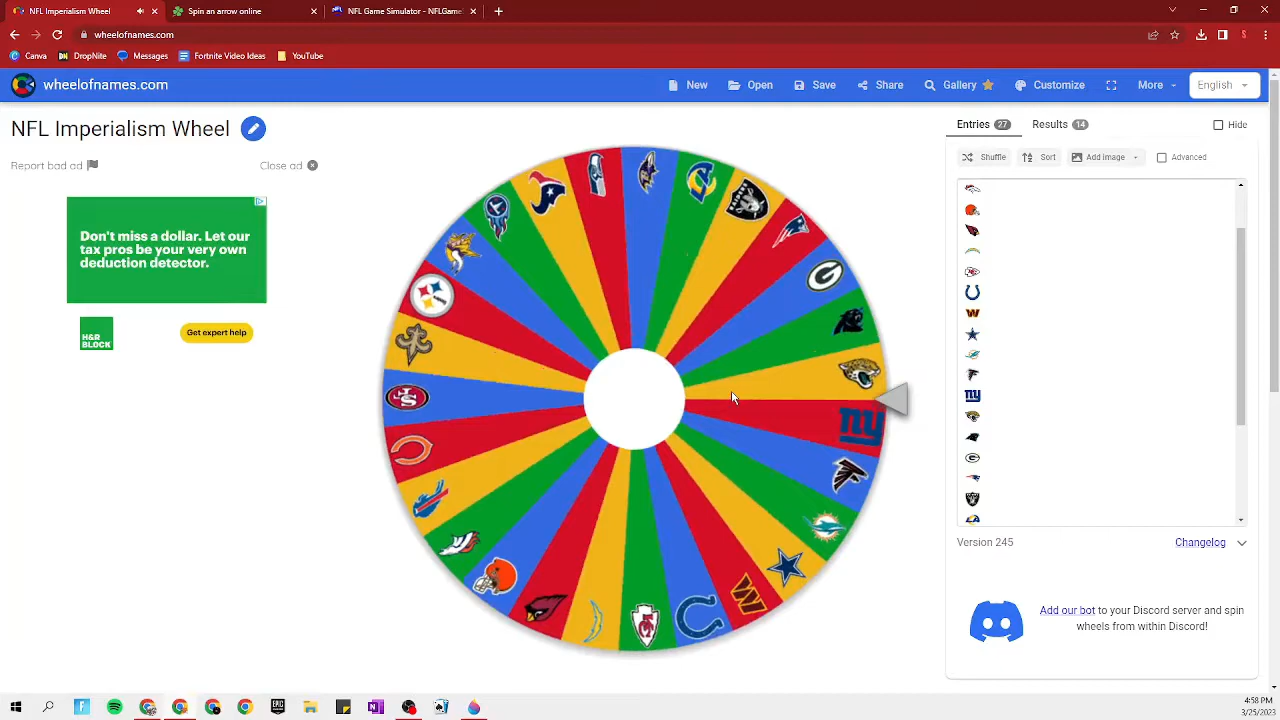 NFL Imperialism Wheel
Spin an arrow online
NFL Game Simulator - NFLGame
wheelofnames.com
Canva
DropNite
Messages
Fortnite Video Ideas
YouTube
wheelofnames.com
New
Open
Save
Share
Gallery
Customize
More
English
NFL Imperialism Wheel
Report bad ad
Close ad
Don't miss a dollar. Let our
tax pros be your very own
deduction detector.
H&R
BLOCK
Get expert help
Entries 27
Results 14
Hide
Shuffle
Sort
Add image
Advanced
Version 245
Changelog
Add our bot to your Discord server and spin
wheels from within Discord!
4:58 PM
3/25/2023